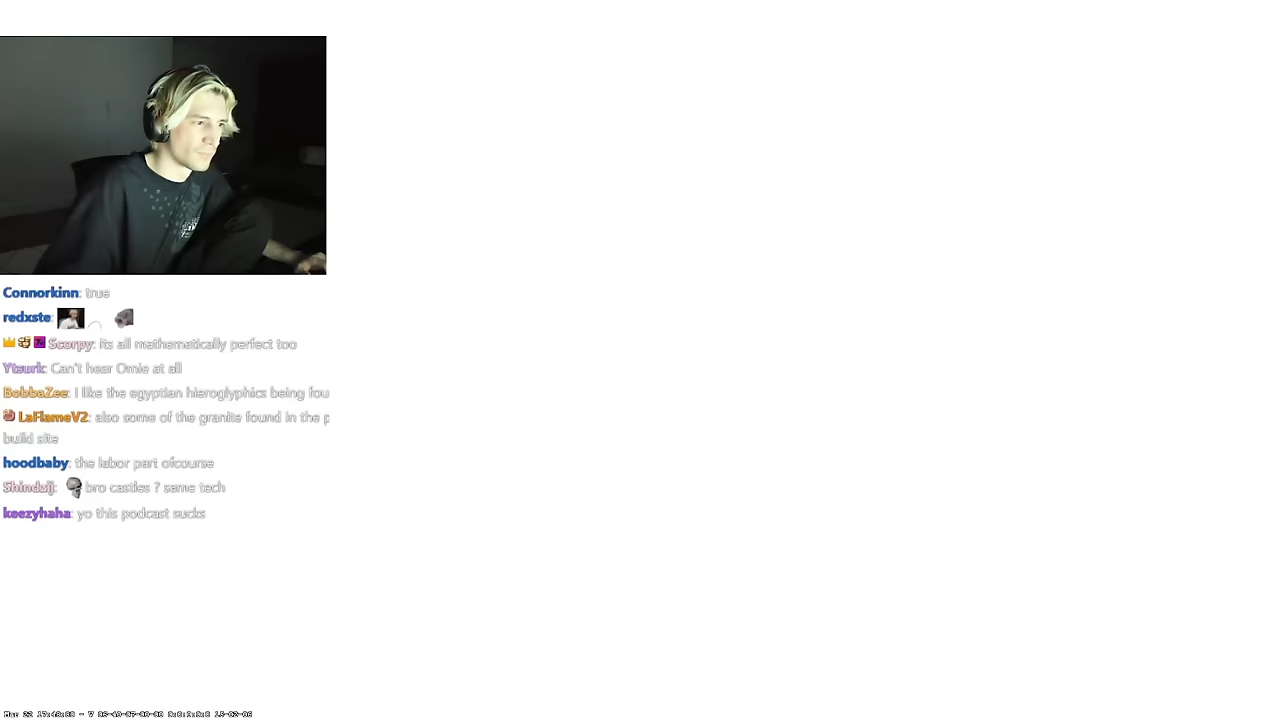 Connorkinn: true
redxste:
Scorpy: its all mathematically perfect too
Ytsurk: Can't hear Omie at all
BobbaZee: I like the egyptian hieroglyphics being fou
LaFlameV2: also some of the granite found in the p
build site
hoodbaby: the labor part ofcourse
Shindzij: bro castles ? same tech
keezyhaha: yo this podcast sucks
Mar 22